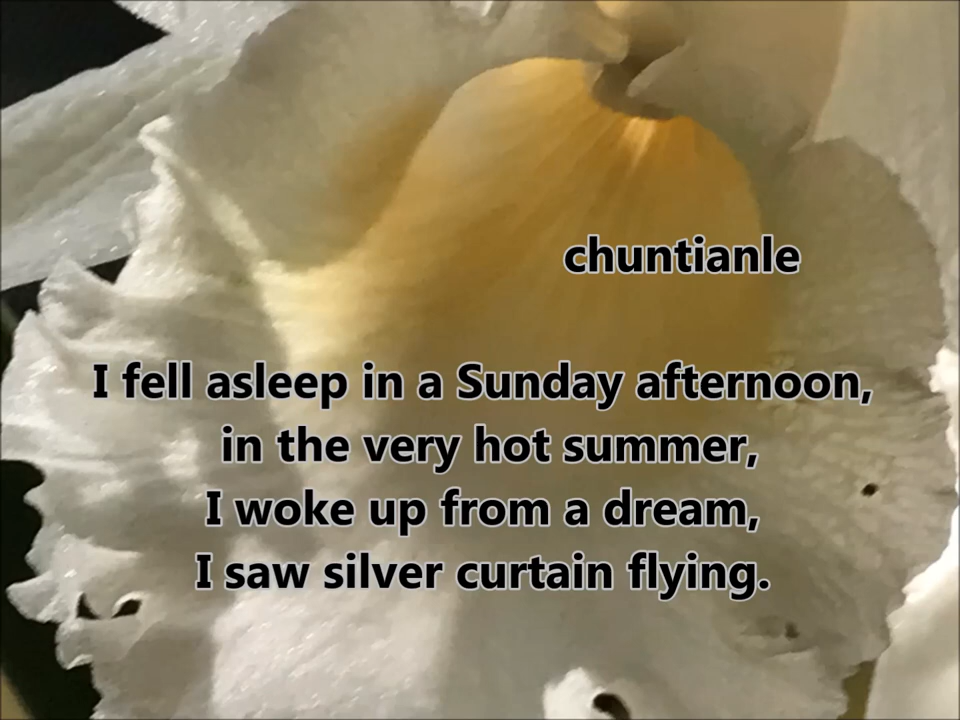 chuntianle
I fell asleep in a Sunday afternoon,
in the very hot summer,
I woke up from a dream,
I saw silver curtain flying.